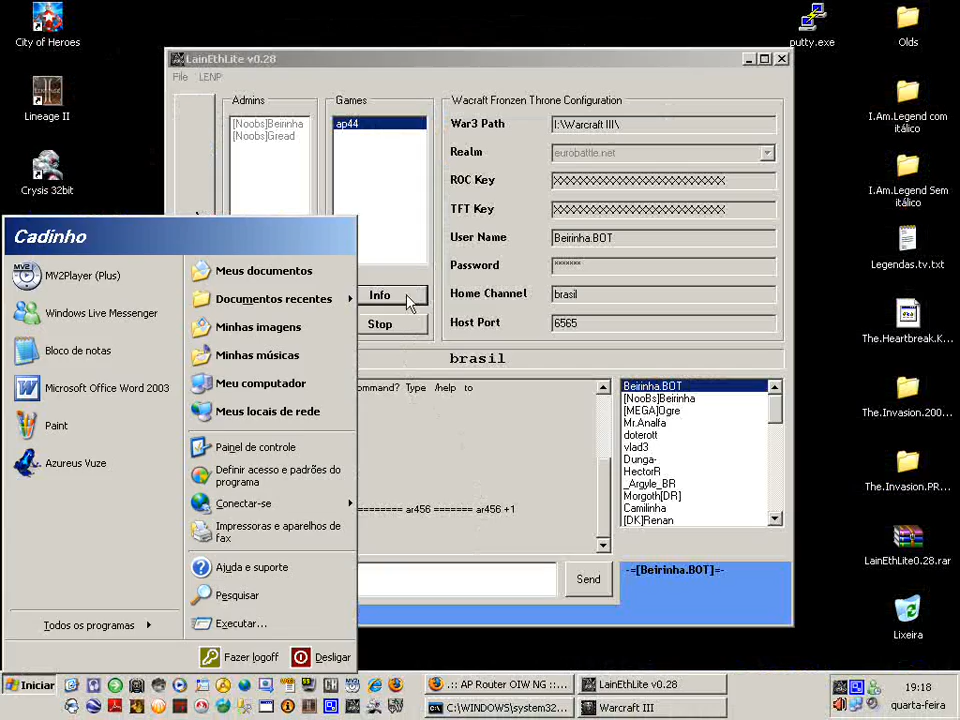 City of Heroes
Lineage II
Crysis 32bit
putty.exe
Olds
I.Am.Legend com
itálico
I.Am.Legend Sem
itálico
Legendas.tv.txt
The.Heartbreak.K...
The.Invasion.200...
The.Invasion.PR...
LainEthLite0.28.rar
Lixeira
LainEthLite v0.28
File LENP
Admins
[Noobs]Beirinha
[Noobs]Gread
Games
ap44
Info
Stop
Wacraft Fronzen Throne Configuration
War3 Path I:\Warcraft III\
Realm eurobattle.net
ROC Key XXXXXXXXXXXXXXXXXXXXXXXXXX
TFT Key XXXXXXXXXXXXXXXXXXXXXXXXXX
User Name Beirinha.BOT
Password ******
Home Channel brasil
Host Port 6565
brasil
ommand? Type /help to
======= ar456 ======= ar456 +1
Beirinha.BOT
[NooBs]Beirinha
[MEGA]Ogre
Mr.Analfa
doterott
vlad3
Dunga-
HectorR
_Argyle_BR
Morgoth[DR]
Camilinha
[DK]Renan
Send
-=[Beirinha.BOT]=-
Cadinho
MV2Player (Plus)
Windows Live Messenger
Bloco de notas
Microsoft Office Word 2003
Paint
Azureus Vuze
Todos os programas
Meus documentos
Documentos recentes
Minhas imagens
Minhas músicas
Meu computador
Meus locais de rede
Painel de controle
Definir acesso e padrões do
programa
Conectar-se
Impressoras e aparelhos de
fax
Ajuda e suporte
Pesquisar
Executar...
Fazer logoff
Desligar
Iniciar
.:: AP Router OIW NG ::...
LainEthLite v0.28
C:\WINDOWS\system32...
Warcraft III
19:18
quarta-feira